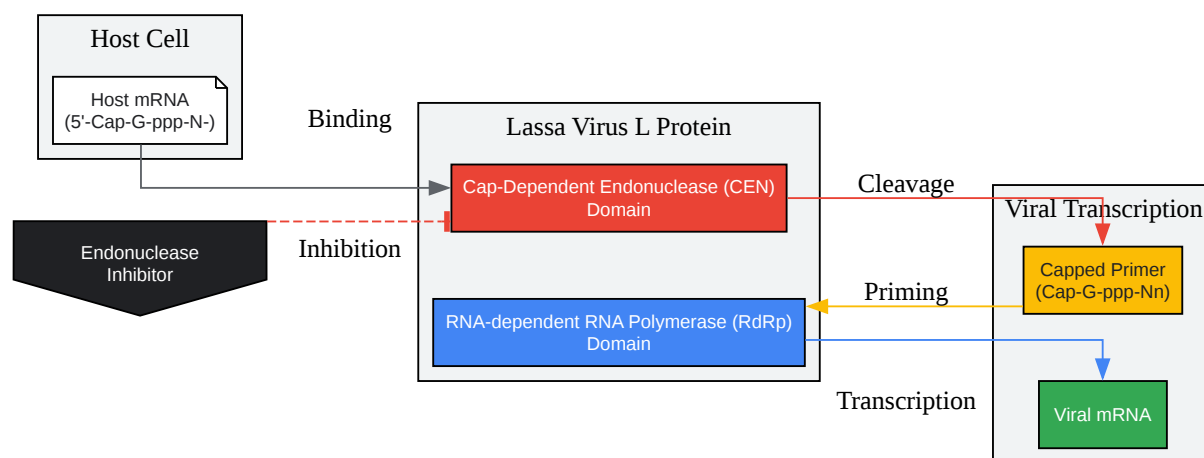 Host Cell
Host mRNA
(5'-Cap-G-ppp-N-)
Binding
Lassa Virus L Protein
Cap-Dependent Endonuclease (CEN)
Domain
Cleavage
Viral Transcription
Endonuclease
Inhibitor
Inhibition
Capped Primer
(Cap-G-ppp-Nn)
Priming
RNA-dependent RNA Polymerase (RdRp)
Domain
Transcription
Viral mRNA